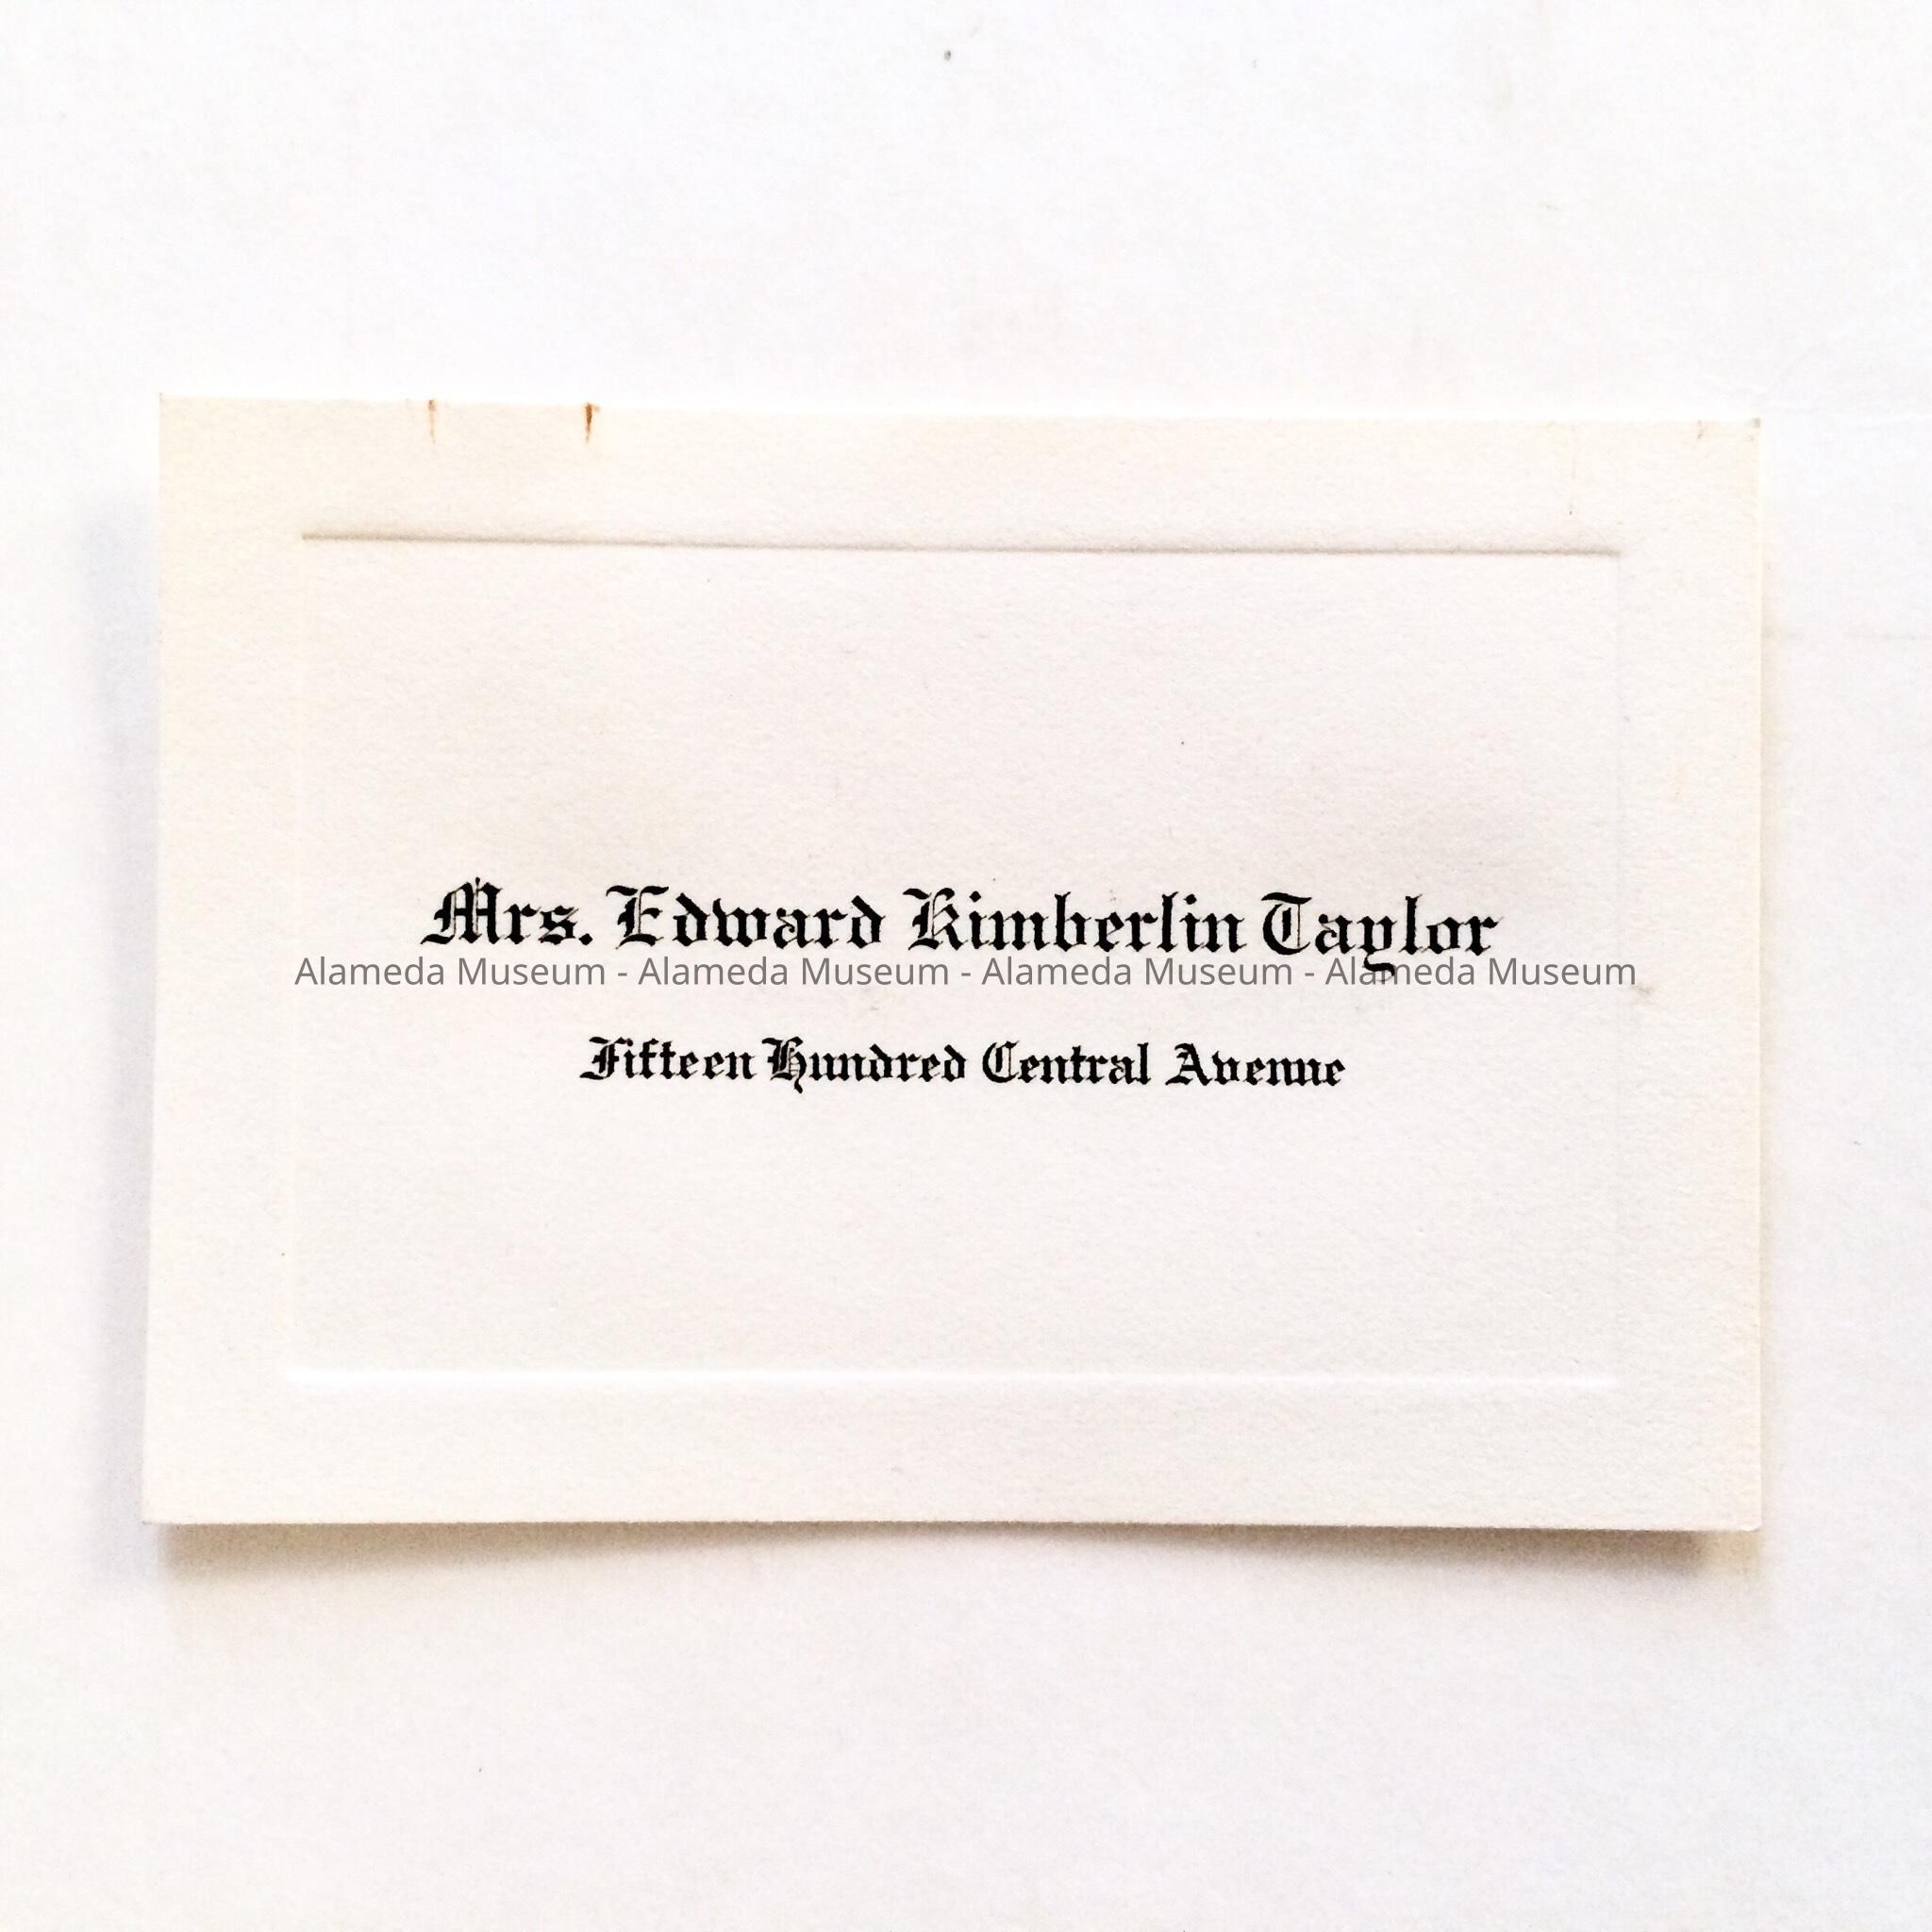 Mrs. Edward Kimberlin Taylor
Alameda Museum - Alameda Museum - Alameda Museum - Alameda Museum
Fifteen Hundred Central Avenue